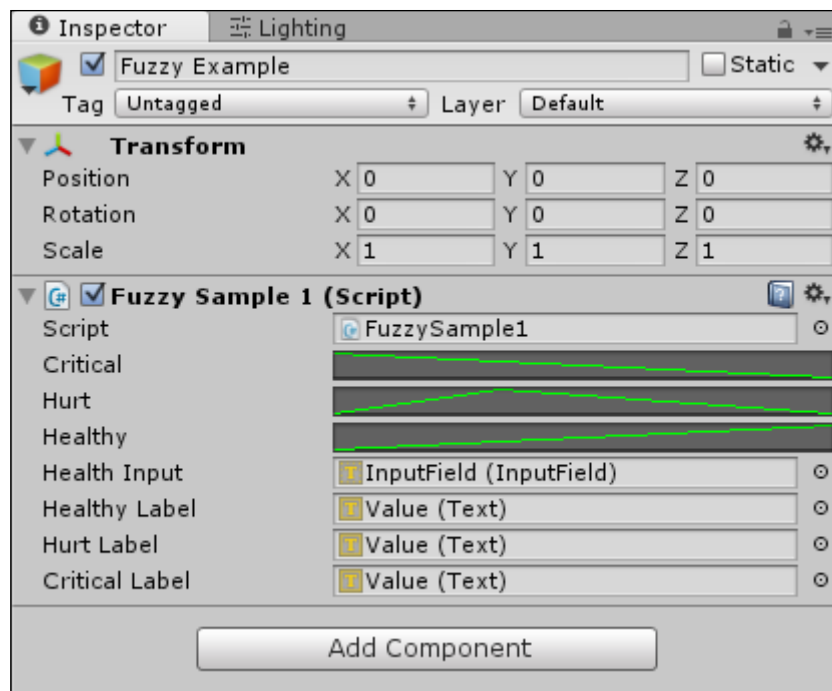 Inspector Lighting
Fuzzy Example Static
Tag Untagged Layer Default
Transform
Position X 0 Y 0 Z 0
Rotation X 0 Y 0 Z 0
Scale X 1 Y 1 Z 1
C# Fuzzy Sample 1 (Script)
Script FuzzySample1
Critical
Hurt
Healthy
Health Input InputField (InputField)
Healthy Label Value (Text)
Hurt Label Value (Text)
Critical Label Value (Text)
Add Component